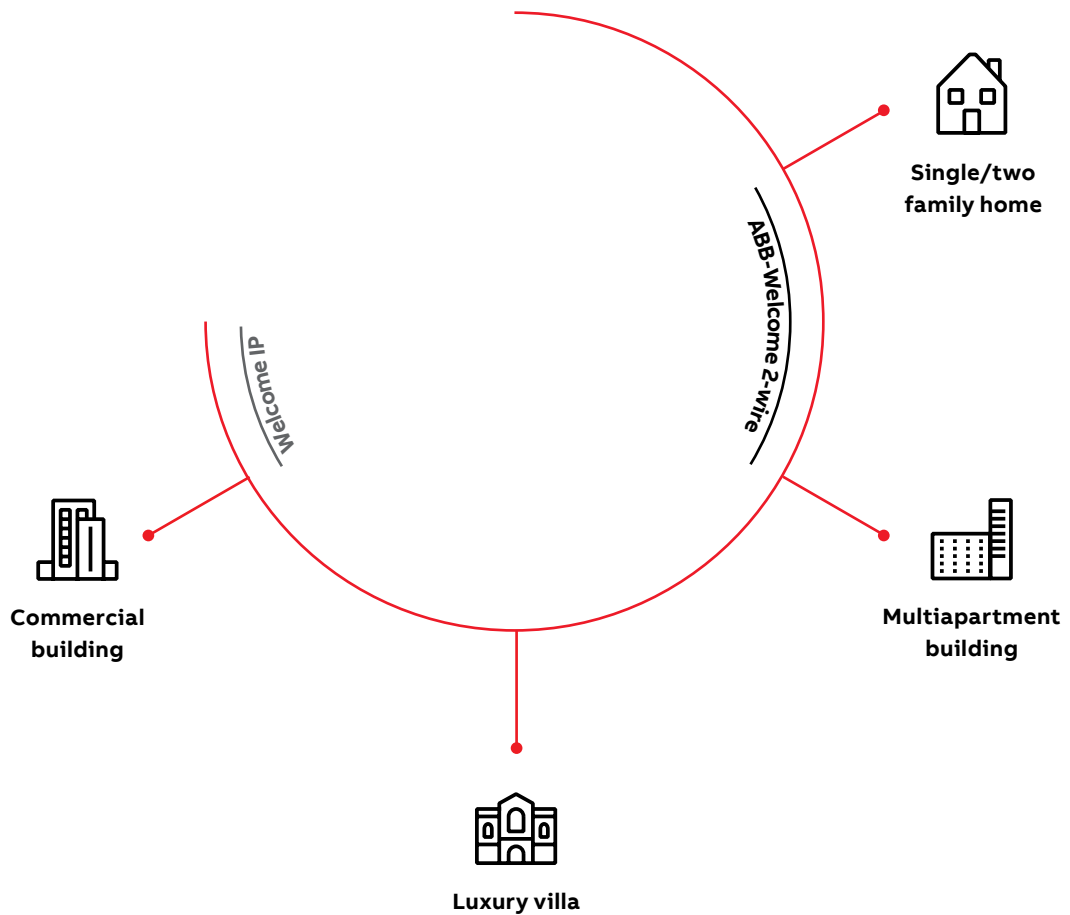 Single/two
family home
ABB-Welcome 2-wire
Welcome IP
Commercial
building
Multiapartment
building
Luxury villa